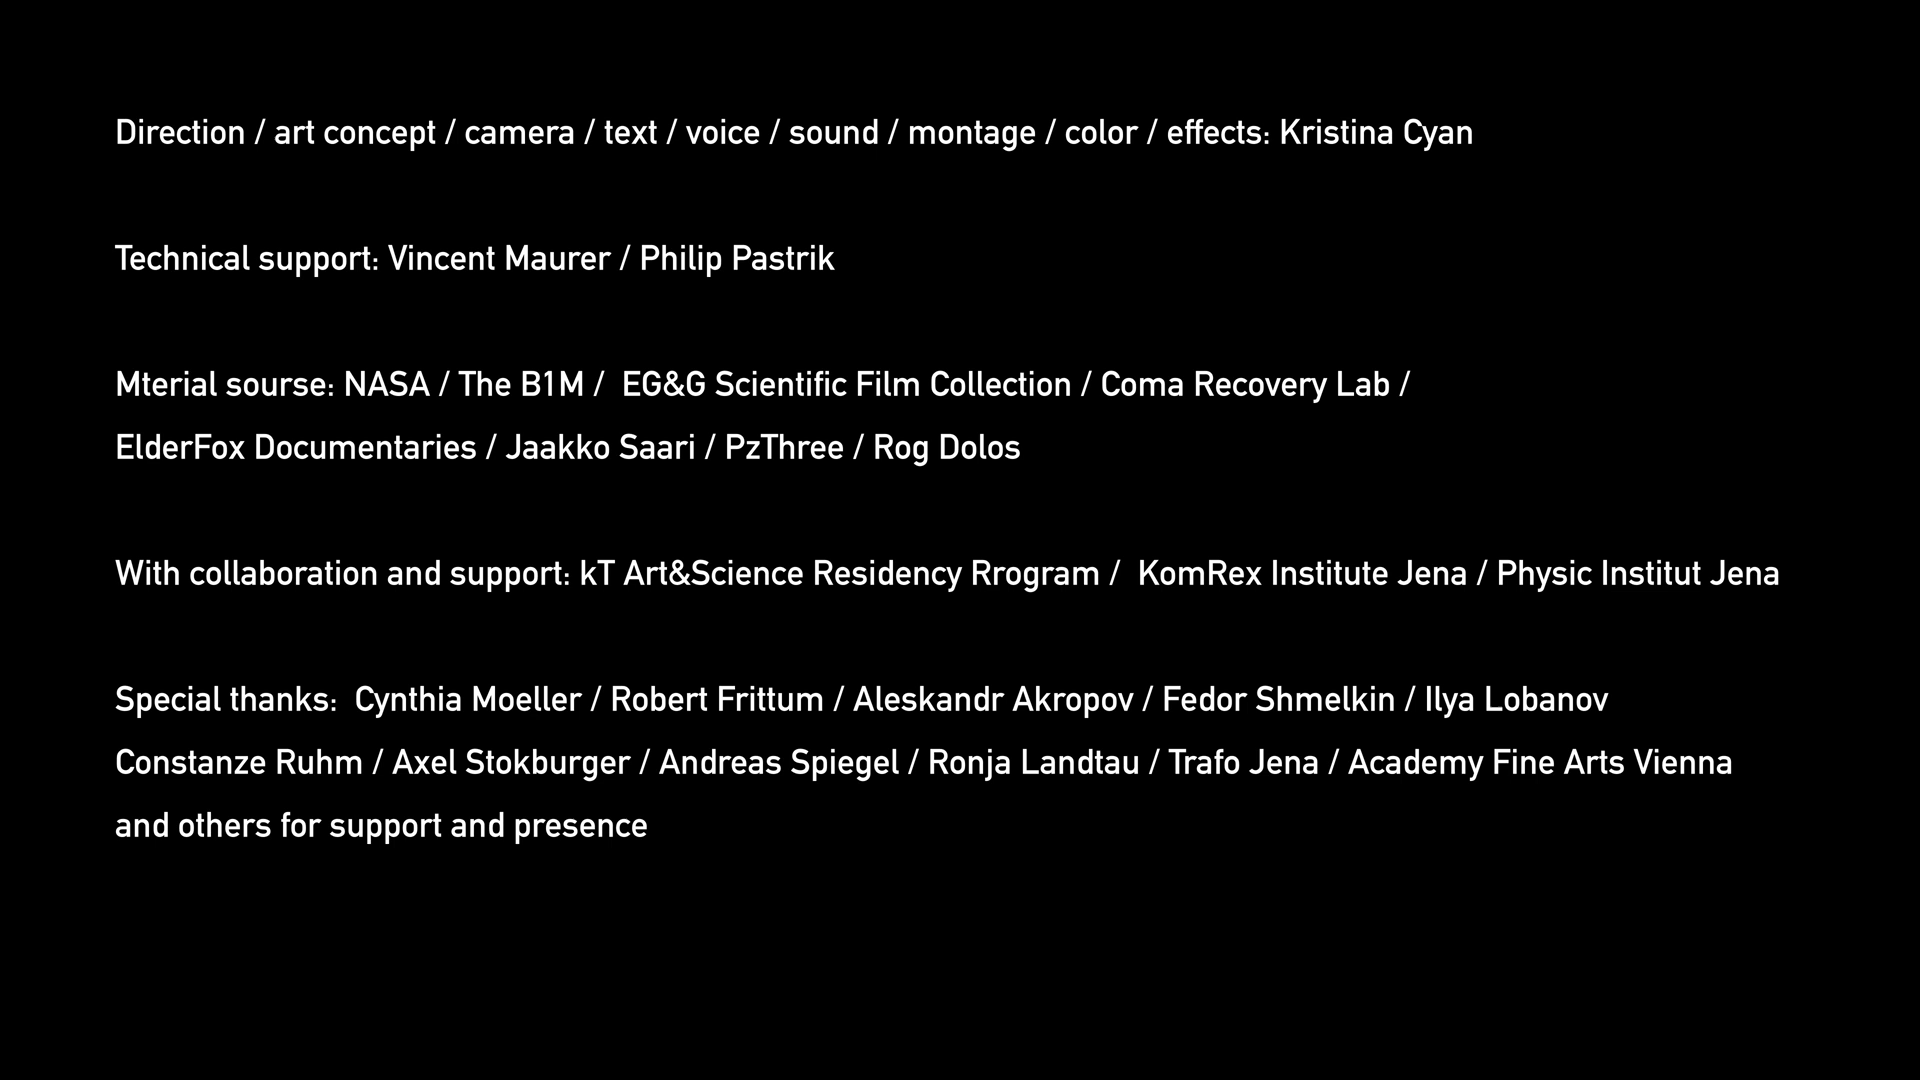 Direction / art concept / camera / text / voice / sound / montage / color / effects: Kristina Cyan
Technical support: Vincent Maurer / Philip Pastrik
Mterial sourse: NASA / The B1M /  EG&G Scientific Film Collection / Coma Recovery Lab /
ElderFox Documentaries / Jaakko Saari / PzThree / Rog Dolos
With collaboration and support: kT Art&Science Residency Rrogram /  KomRex Institute Jena / Physic Institut Jena
Special thanks:  Cynthia Moeller / Robert Frittum / Aleskandr Akropov / Fedor Shmelkin / Ilya Lobanov
Constanze Ruhm / Axel Stokburger / Andreas Spiegel / Ronja Landtau / Trafo Jena / Academy Fine Arts Vienna
and others for support and presence